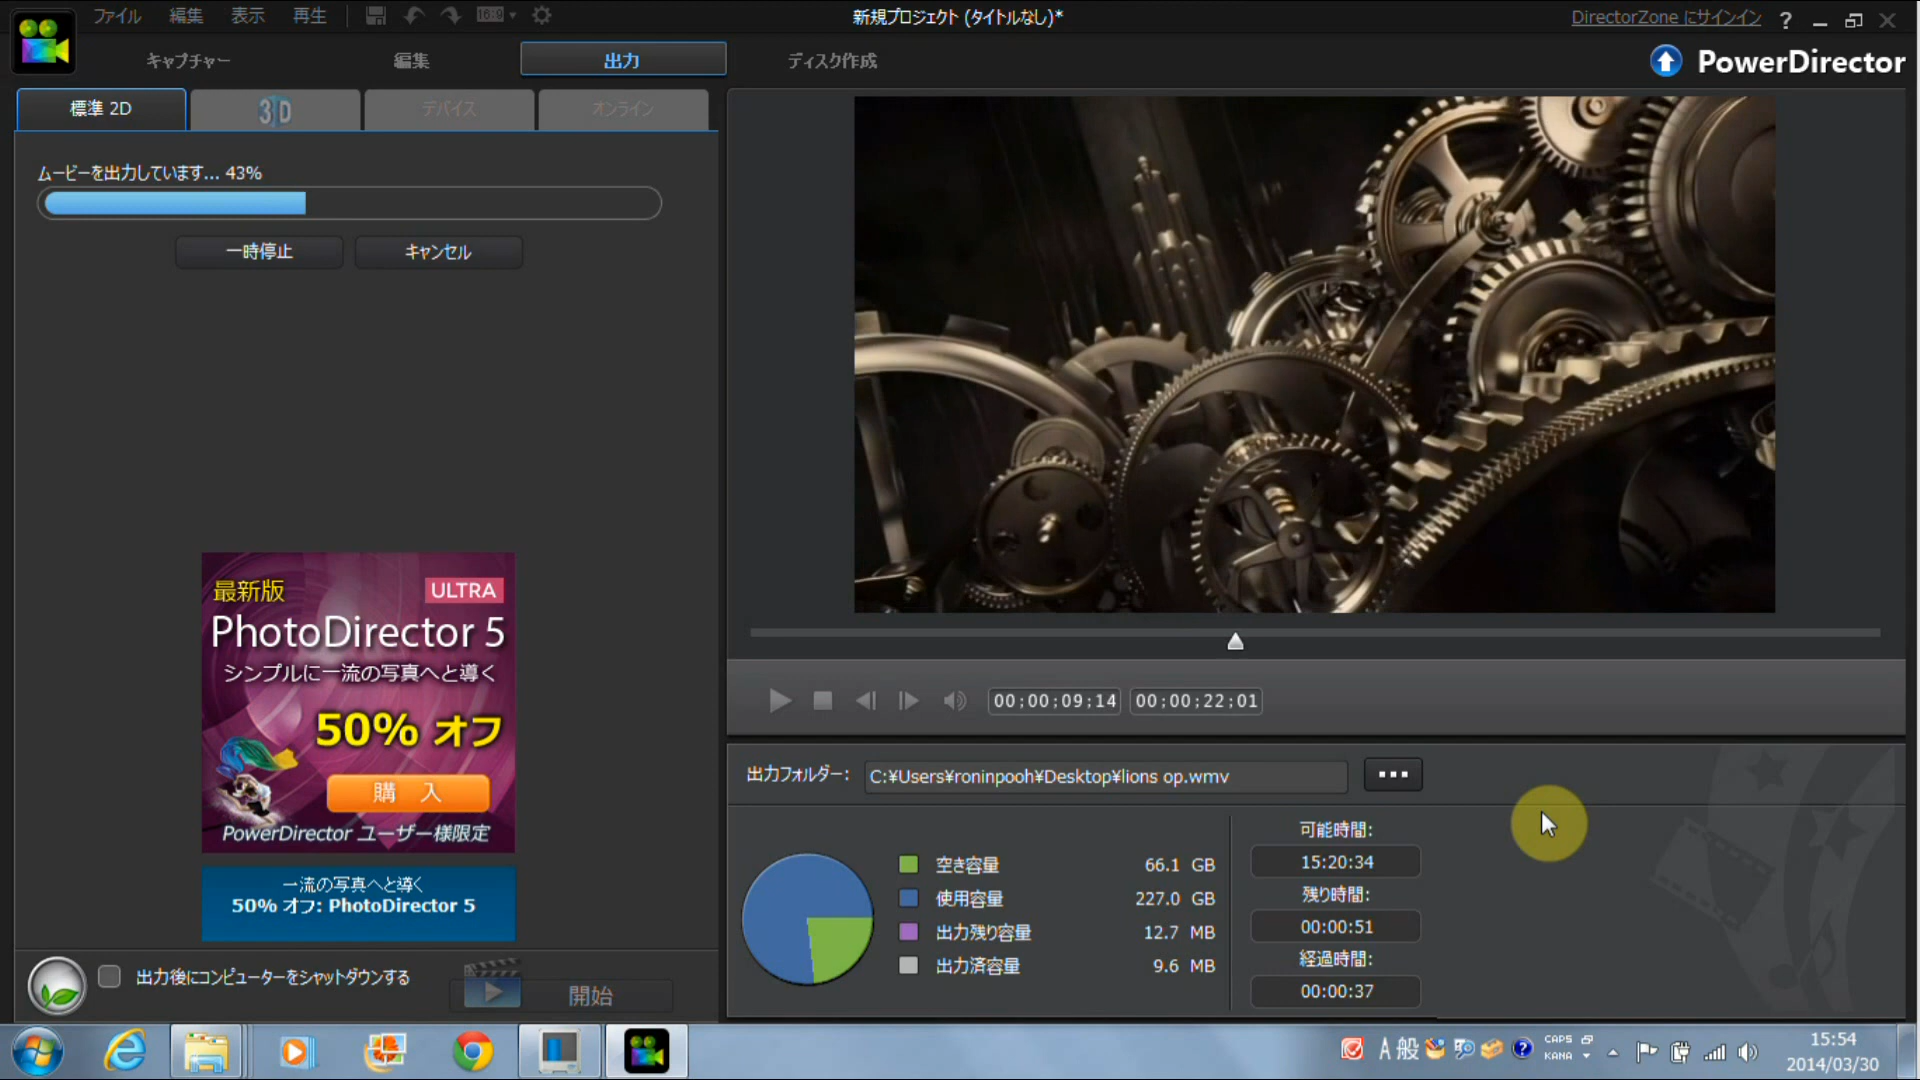 ファイル 編集 表示 再生 16:9 新規プロジェクト (タイトルなし)* DirectorZone にサインイン ?
キャプチャー 編集 出力 ディスク作成 PowerDirector
標準 2D 3D デバイス オンライン
ムービーを出力しています... 43%
一時停止 キャンセル
最新版 ULTRA
PhotoDirector 5
シンプルに一流の写真へと導く
50% オフ
購 入
PowerDirector ユーザー様限定
一流の写真へと導く
50% オフ: PhotoDirector 5
出力後にコンピューターをシャットダウンする 開始
00;00;09;14 00;00;22;01
出力フォルダー: C:¥Users¥roninpooh¥Desktop¥lions op.wmv ...
空き容量 66.1 GB
使用容量 227.0 GB
出力残り容量 12.7 MB
出力済容量 9.6 MB
可能時間:
15:20:34
残り時間:
00:00:51
経過時間:
00:00:37
A 般 CAPS KANA
15:54
2014/03/30